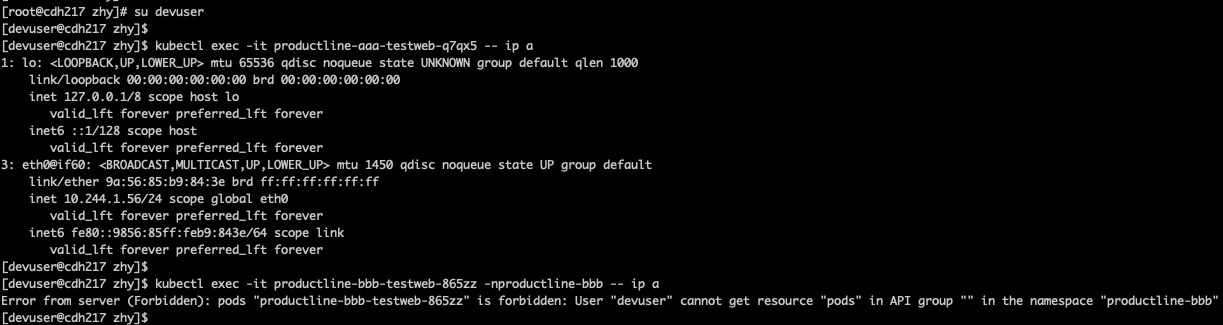 [root@cdh217 zhy]# su devuser
[devuser@cdh217 zhy]$
[devuser@cdh217 zhy]$ kubectl exec -it productline-aaa-testweb-q7qx5 -- ip a
1: lo: <LOOPBACK,UP,LOWER_UP> mtu 65536 qdisc noqueue state UNKNOWN group default qlen 1000
    link/loopback 00:00:00:00:00:00 brd 00:00:00:00:00:00
    inet 127.0.0.1/8 scope host lo
       valid_lft forever preferred_lft forever
    inet6 ::1/128 scope host
       valid_lft forever preferred_lft forever
3: eth0@if60: <BROADCAST,MULTICAST,UP,LOWER_UP> mtu 1450 qdisc noqueue state UP group default
    link/ether 9a:56:85:b9:84:3e brd ff:ff:ff:ff:ff:ff
    inet 10.244.1.56/24 scope global eth0
       valid_lft forever preferred_lft forever
    inet6 fe80::9856:85ff:feb9:843e/64 scope link
       valid_lft forever preferred_lft forever
[devuser@cdh217 zhy]$
[devuser@cdh217 zhy]$ kubectl exec -it productline-bbb-testweb-865zz -nproductline-bbb -- ip a
Error from server (Forbidden): pods "productline-bbb-testweb-865zz" is forbidden: User "devuser" cannot get resource "pods" in API group "" in the namespace "productline-bbb"
[devuser@cdh217 zhy]$